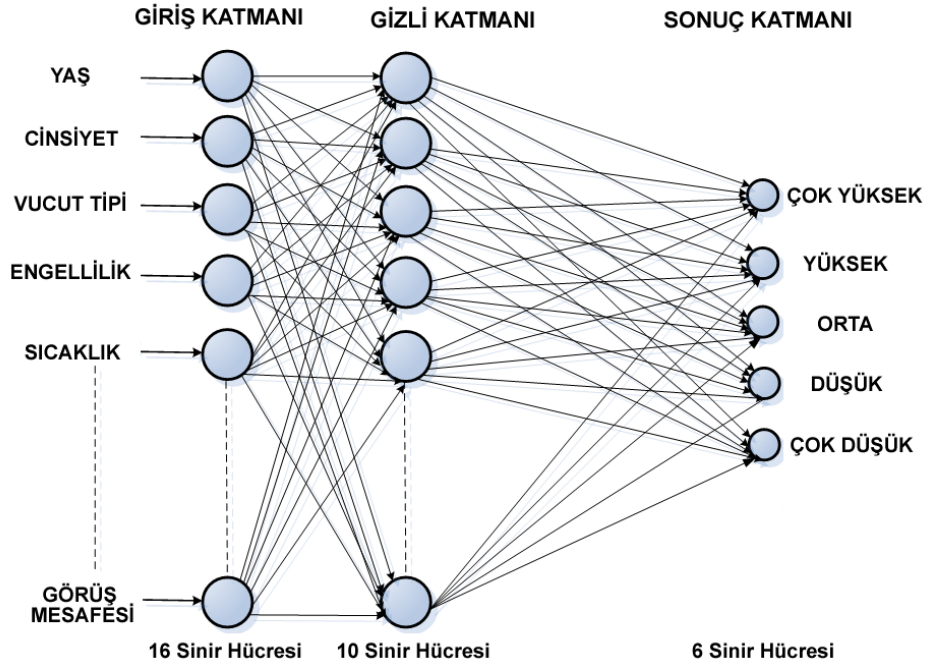 GİRİŞ KATMANI
GİZLİ KATMANI
SONUÇ KATMANI
YAŞ
CİNSİYET
VUCUT TİPİ
ENGELLİLİK
SICAKLIK
GÖRÜŞ
MESAFESİ
ÇOK YÜKSEK
YÜKSEK
ORTA
DÜŞÜK
ÇOK DÜŞÜK
16 Sinir Hücresi
10 Sinir Hücresi
6 Sinir Hücresi